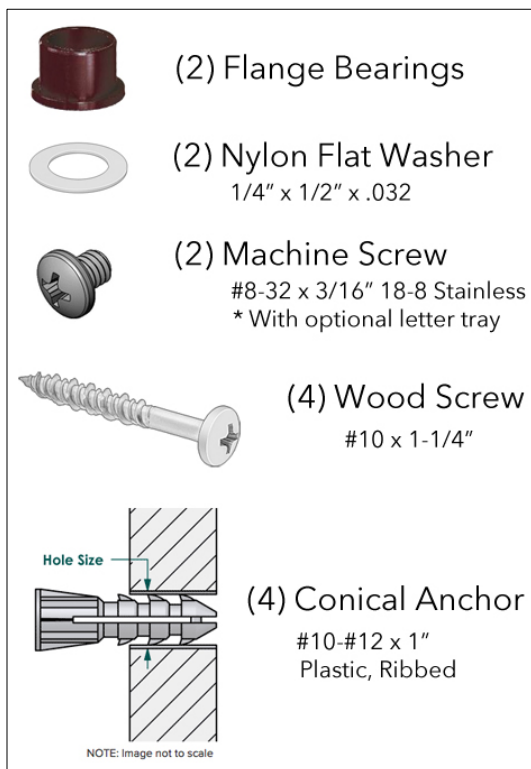 (2) Flange Bearings
(2) Nylon Flat Washer
1/4" x 1/2" x .032
(2) Machine Screw
#8-32 x 3/16" 18-8 Stainless
* With optional letter tray
(4) Wood Screw
#10 x 1-1/4"
Hole Size
(4) Conical Anchor
#10-#12 x 1"
Plastic, Ribbed
NOTE: Image not to scale